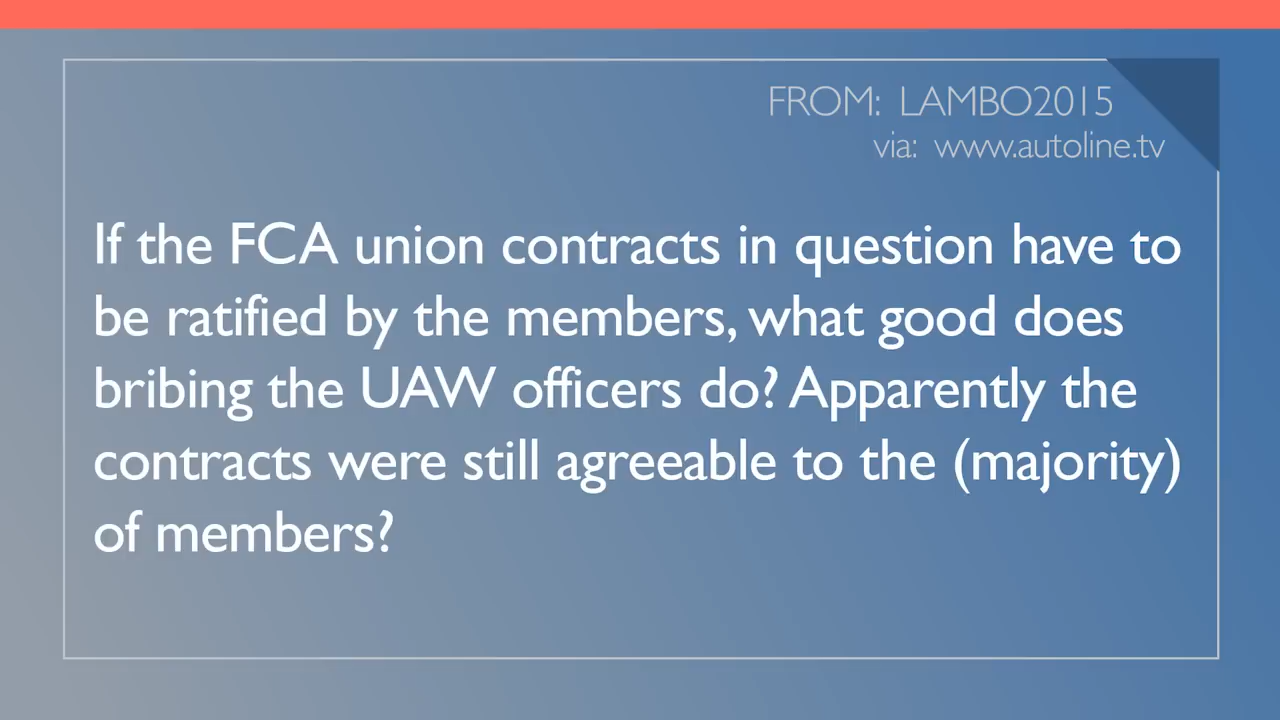 FROM: LAMBO2015
via: www.autoline.tv
If the FCA union contracts in question have to
be ratified by the members, what good does
bribing the UAW officers do? Apparently the
contracts were still agreeable to the (majority)
of members?